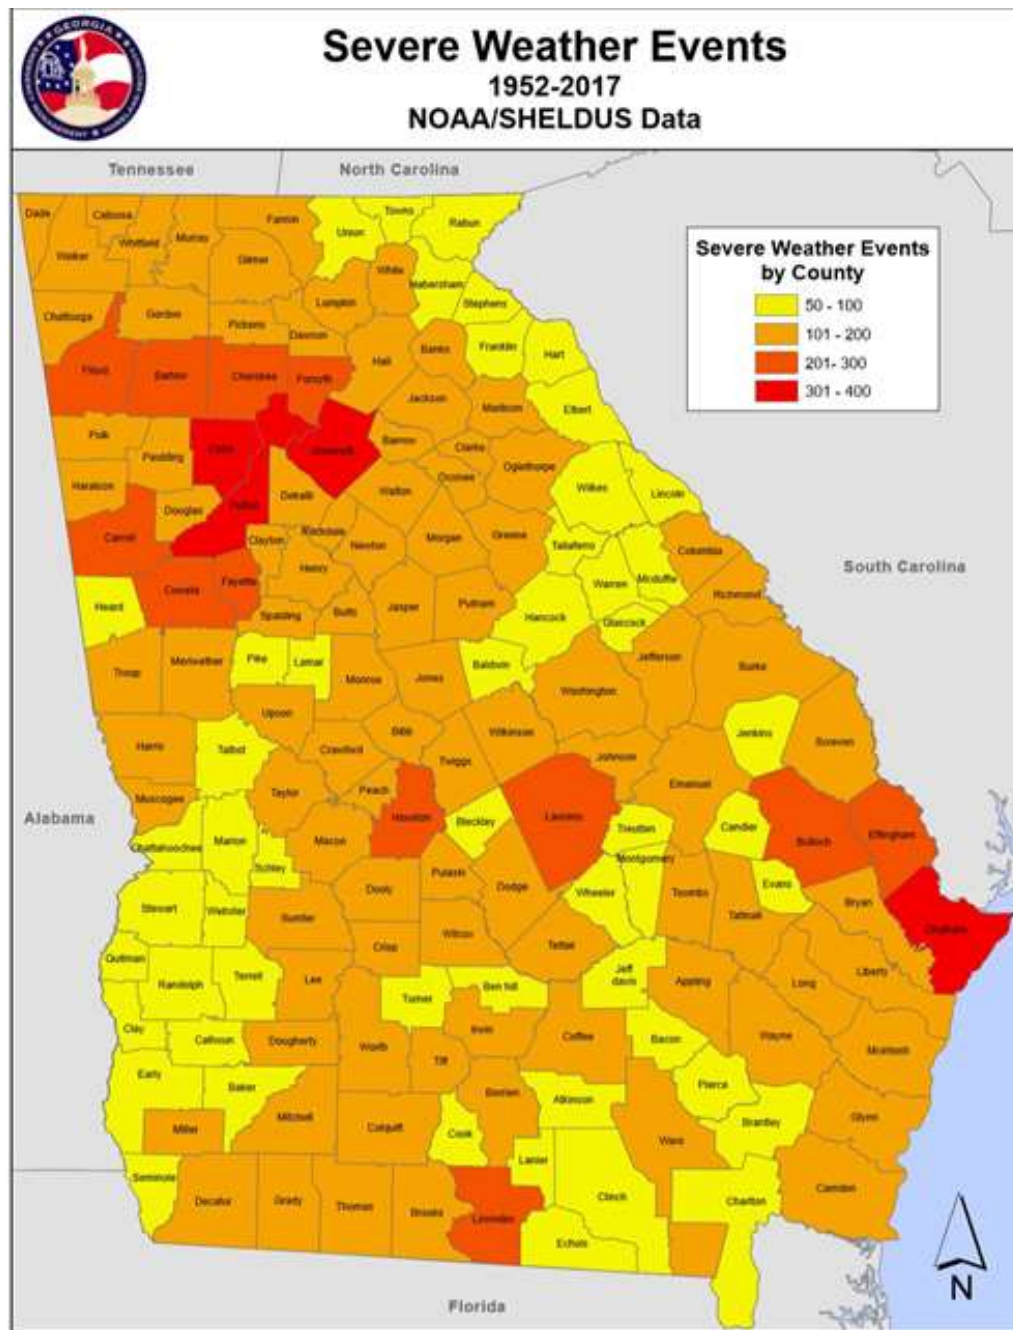 GEORGIA
Severe Weather Events
1952-2017
NOAA/SHELDUS Data
Tennessee
North Carolina
Severe Weather Events
by County
50 - 100
101 - 200
201- 300
301 - 400
Dade
Catoosa
Whitfield
Murray
Fannin
Union
Towns
Rabun
Walker
Gilmer
White
Habersham
Stephens
Lumpkin
Chattooga
Gordon
Pickens
Dawson
Hall
Banks
Franklin
Hart
Floyd
Bartow
Cherokee
Forsyth
Jackson
Madison
Elbert
Polk
Paulding
Cobb
Gwinnett
Barrow
Clarke
Oconee
Oglethorpe
Haralson
Douglas
Fulton
Dekalb
Walton
Wilkes
Lincoln
Carroll
Clayton
Rockdale
Newton
Morgan
Greene
Taliaferro
Columbia
South Carolina
Heard
Coweta
Fayette
Henry
Spalding
Butts
Jasper
Putnam
Hancock
Warren
Mcduffie
Glascock
Richmond
Troup
Meriwether
Pike
Lamar
Monroe
Jones
Baldwin
Washington
Jefferson
Burke
Harris
Talbot
Upson
Crawford
Bibb
Twiggs
Wilkinson
Johnson
Jenkins
Screven
Alabama
Muscogee
Taylor
Peach
Houston
Bleckley
Laurens
Treutlen
Emanuel
Candler
Bulloch
Effingham
Chattahoochee
Marion
Schley
Macon
Dooly
Pulaski
Dodge
Wheeler
Montgomery
Toombs
Tattnall
Evans
Bryan
Chatham
Stewart
Webster
Sumter
Crisp
Wilcox
Telfair
Jeff
davis
Appling
Long
Liberty
Quitman
Randolph
Terrell
Lee
Turner
Ben hill
Irwin
Coffee
Bacon
Wayne
Mcintosh
Clay
Calhoun
Dougherty
Worth
Tift
Early
Baker
Mitchell
Berrien
Atkinson
Pierce
Brantley
Glynn
Miller
Colquitt
Cook
Lanier
Ware
Clinch
Charlton
Camden
Seminole
Decatur
Grady
Thomas
Brooks
Lowndes
Echols
Florida
N